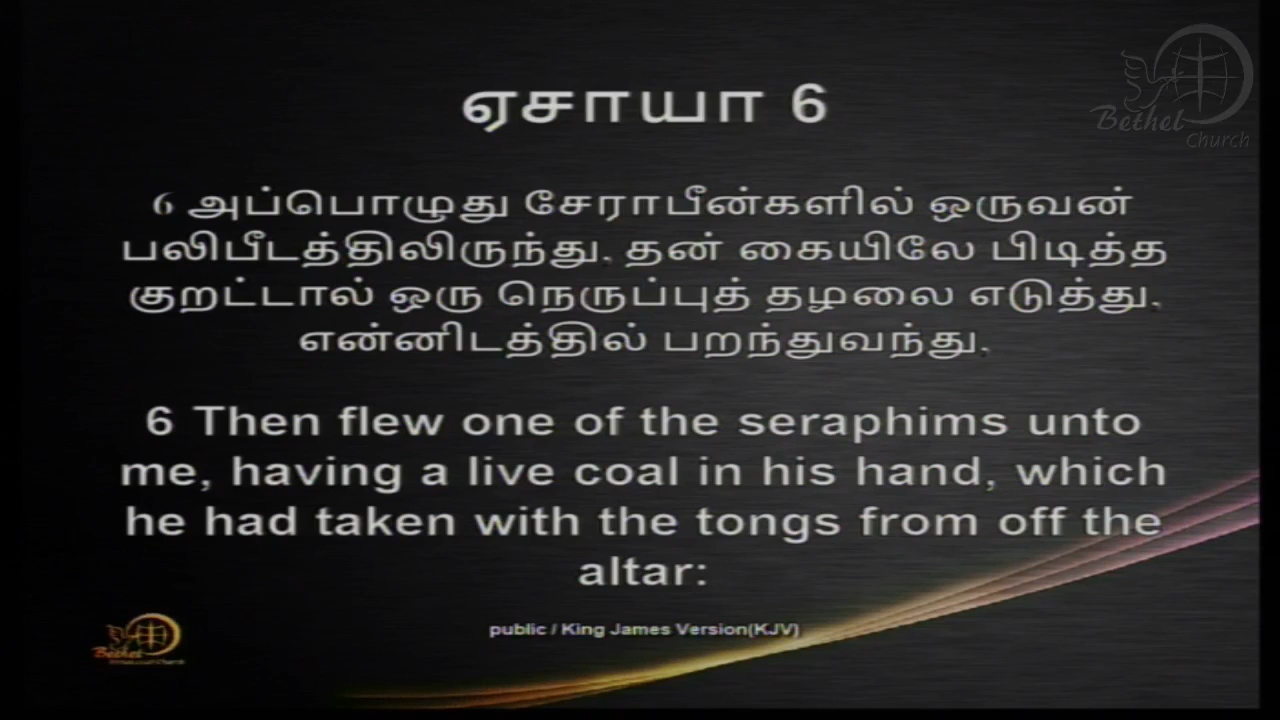 Bethel
Church
ஏசாயா 6
6 அப்பொழுது சேராபீன்களில் ஒருவன்
பலிபீடத்திலிருந்து, தன் கையிலே பிடித்த
குறட்டால் ஒரு நெருப்புத் தழலை எடுத்து,
என்னிடத்தில் பறந்துவந்து,
6 Then flew one of the seraphims unto
me, having a live coal in his hand, which
he had taken with the tongs from off the
altar:
public / King James Version(KJV)
Bethel